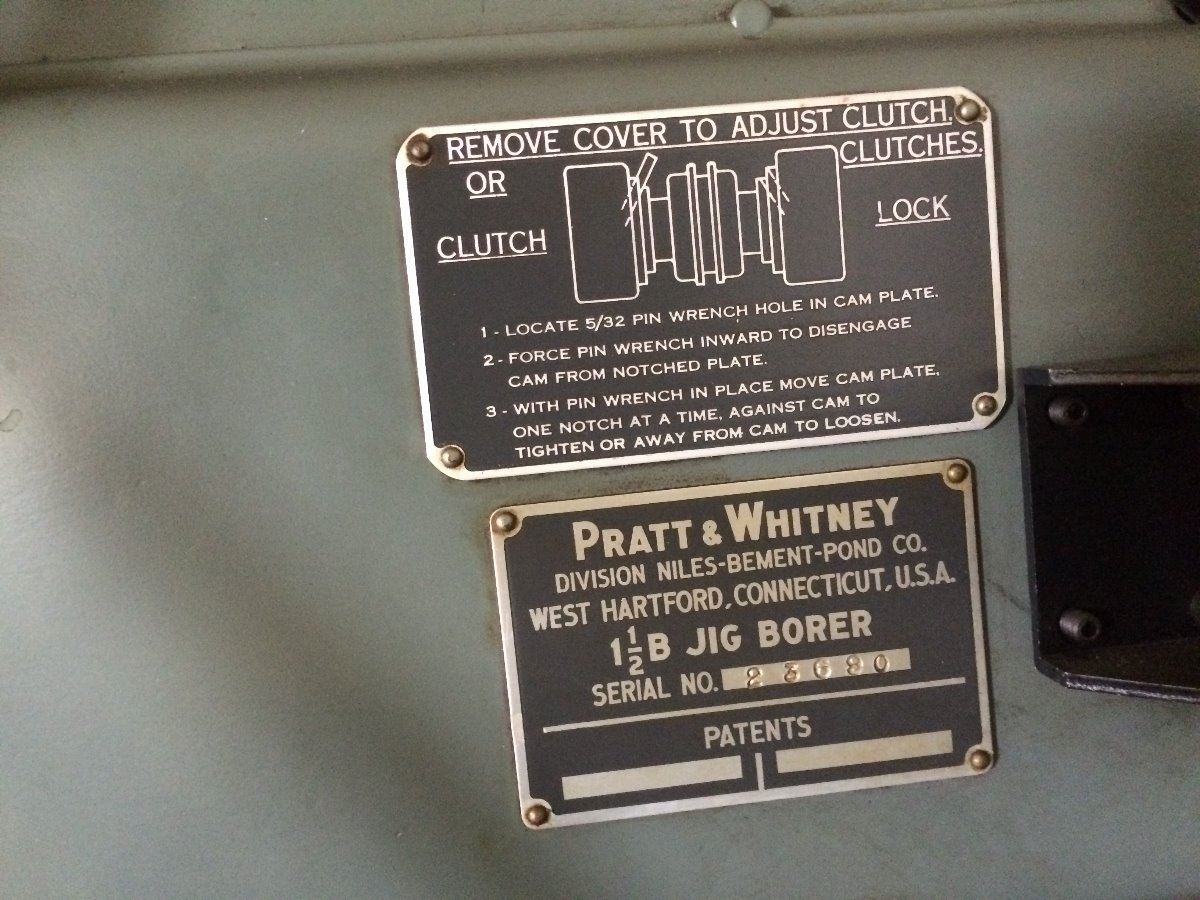 REMOVE COVER TO ADJUST CLUTCH.
OR
CLUTCHES.
CLUTCH
LOCK
1 - LOCATE 5/32 PIN WRENCH HOLE IN CAM PLATE.
2 - FORCE PIN WRENCH INWARD TO DISENGAGE
CAM FROM NOTCHED PLATE.
3 - WITH PIN WRENCH IN PLACE MOVE CAM PLATE,
ONE NOTCH AT A TIME, AGAINST CAM TO
TIGHTEN OR AWAY FROM CAM TO LOOSEN.
PRATT & WHITNEY
DIVISION NILES-BEMENT-POND CO.
WEST HARTFORD, CONNECTICUT, U.S.A.
1 1/2 B JIG BORER
SERIAL NO. 23680
PATENTS